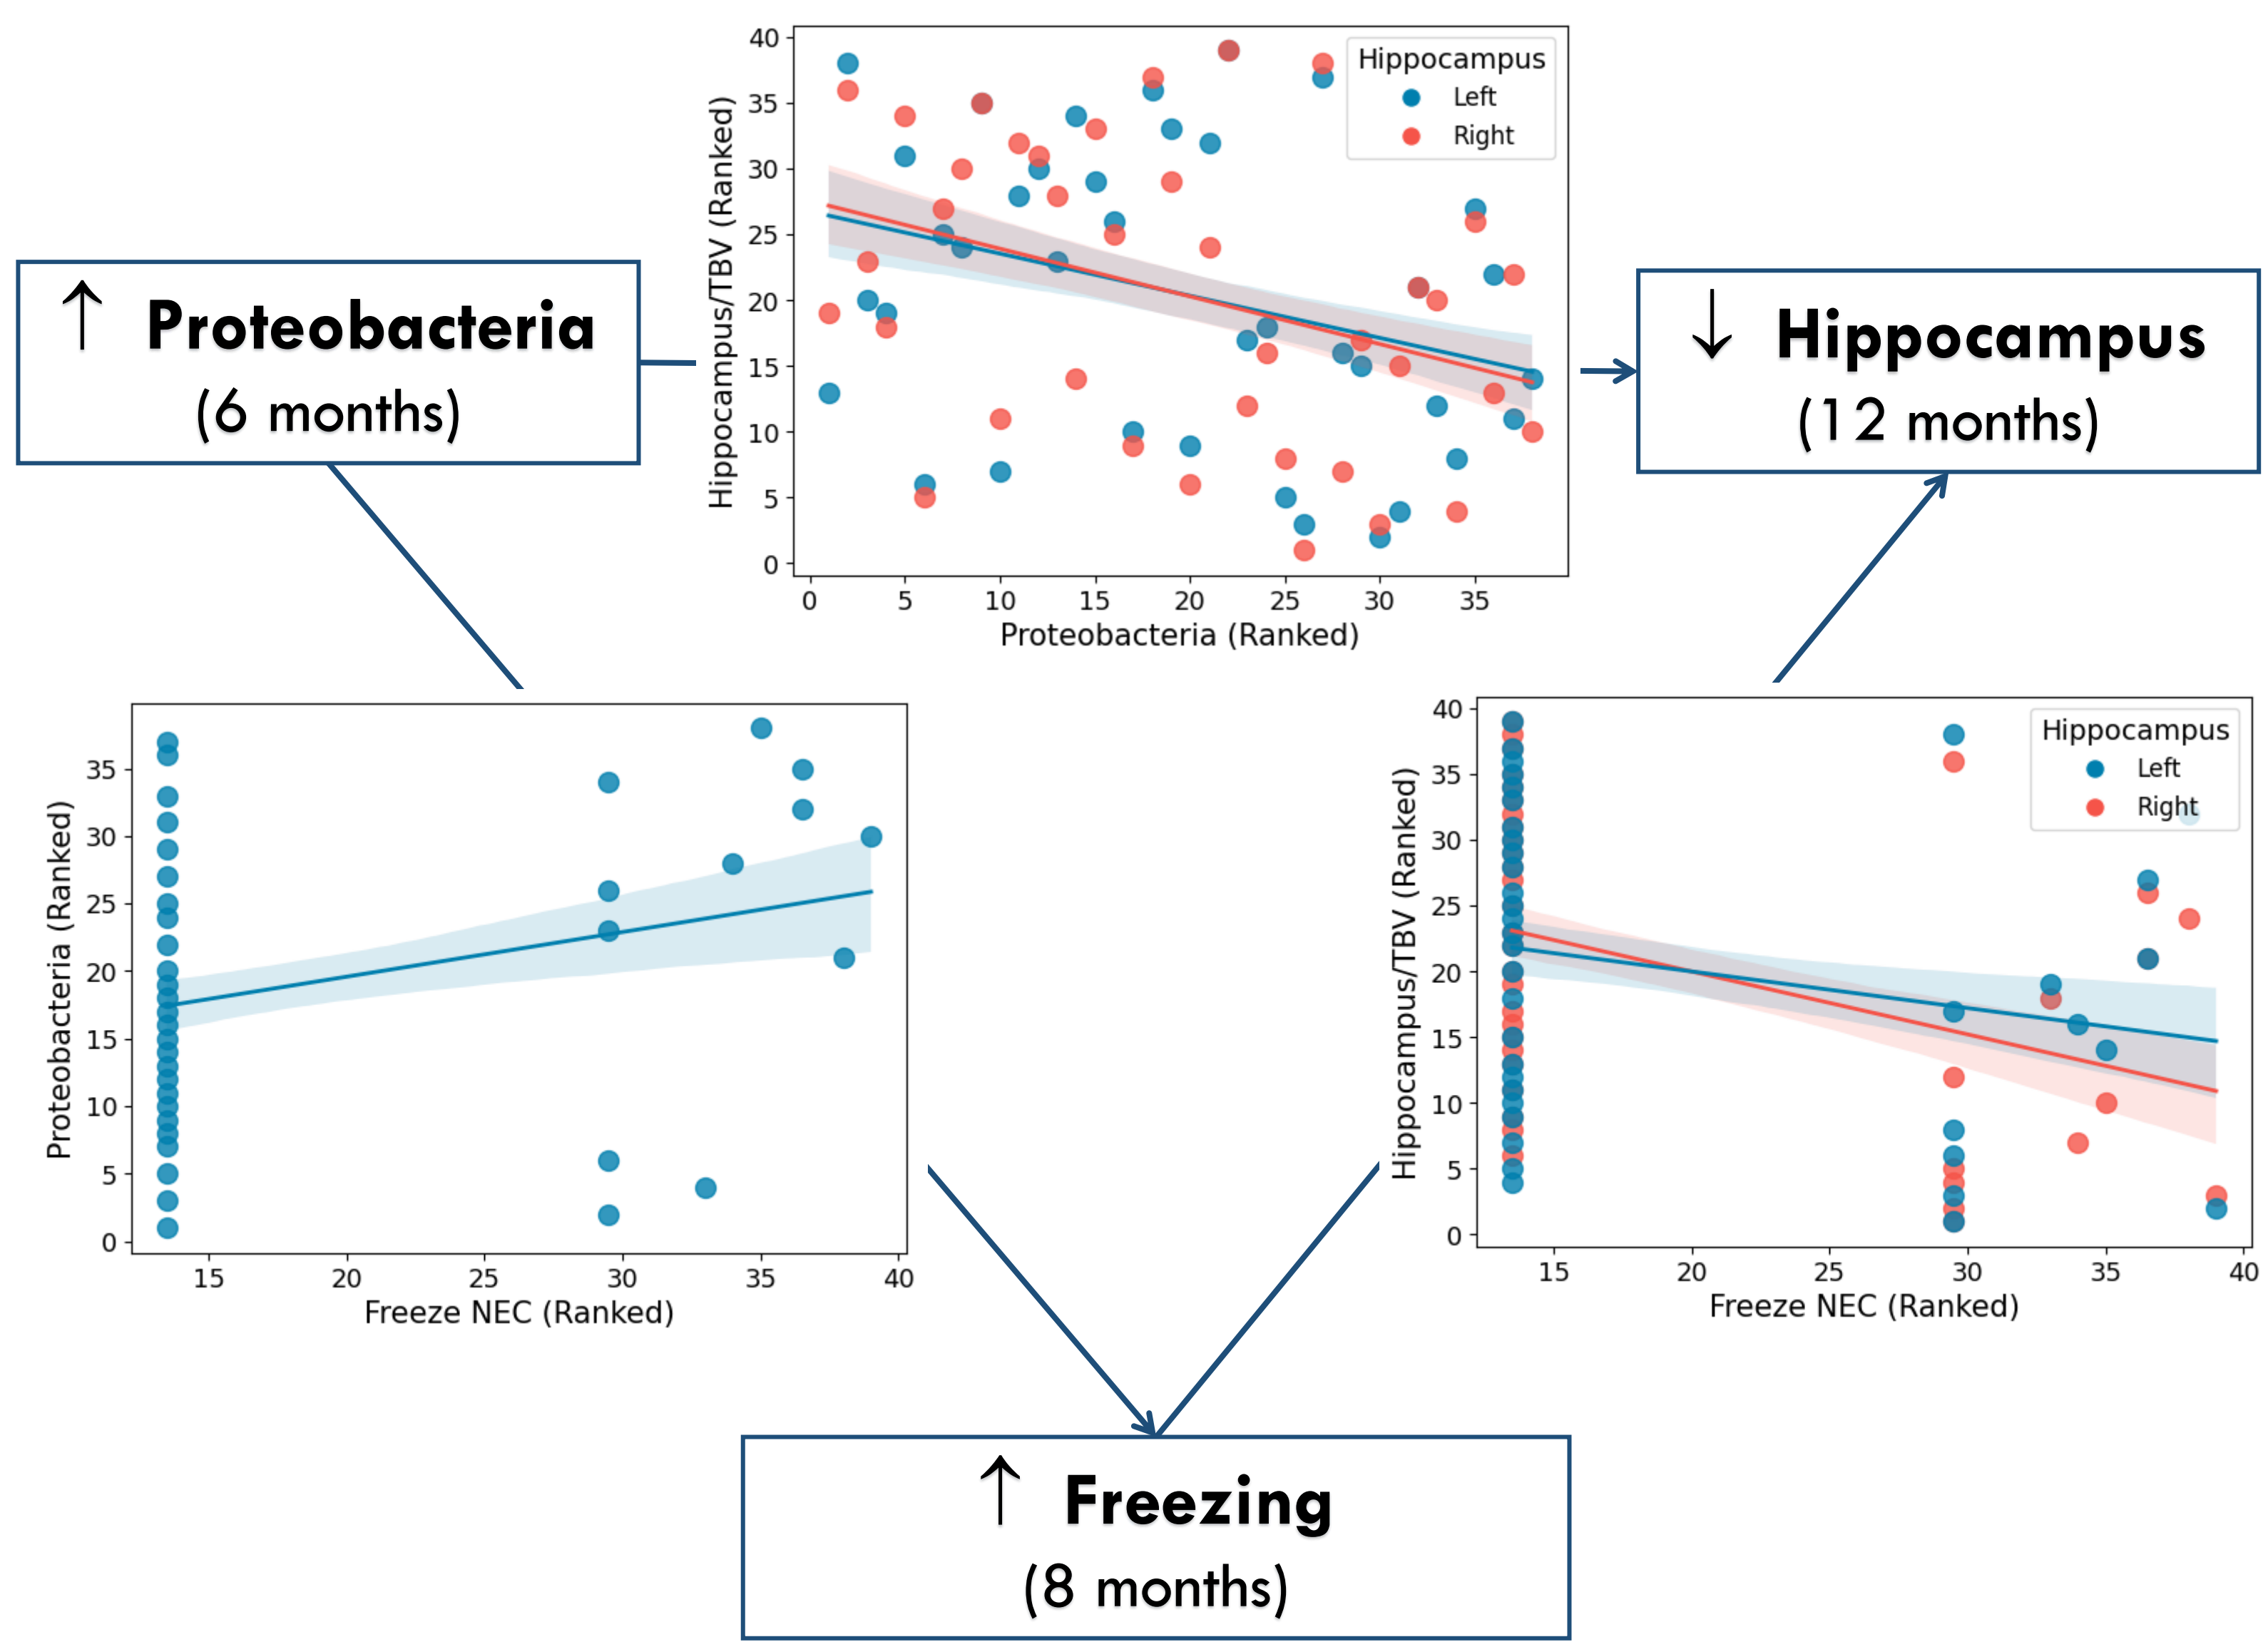 ↑ Proteobacteria
(6 months)
Hippocampus/TBV (Ranked)
40
35
30
25
20
15
10
5
0
Hippocampus
Left
Right
0 5 10 15 20 25 30 35
Proteobacteria (Ranked)
↓ Hippocampus
(12 months)
Proteobacteria (Ranked)
35
30
25
20
15
10
5
0
15 20 25 30 35 40
Freeze NEC (Ranked)
Hippocampus/TBV (Ranked)
40
35
30
25
20
15
10
5
0
Hippocampus
Left
Right
15 20 25 30 35 40
Freeze NEC (Ranked)
↑ Freezing
(8 months)